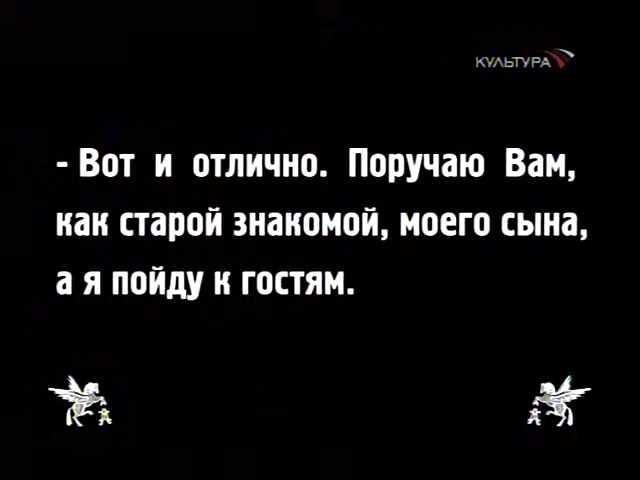 КУЛЬТУРА
- Вот и отлично. Поручаю Вам,
как старой знакомой, моего сына,
а я пойду к гостям.